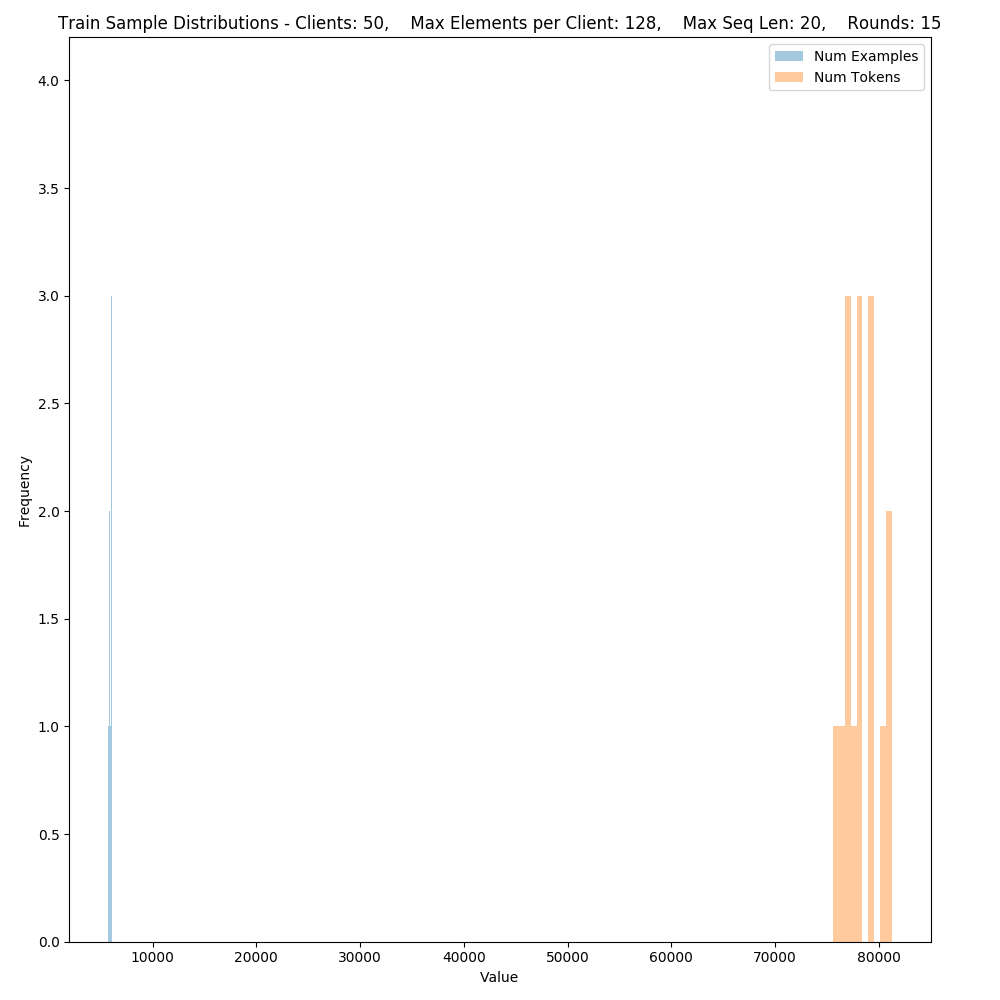 Train Sample Distributions - Clients: 50,    Max Elements per Client: 128,    Max Seq Len: 20,    Rounds: 15
Num Examples
Num Tokens
4.0
3.5
3.0
2.5
2.0
1.5
1.0
0.5
0.0
Frequency
10000 20000 30000 40000 50000 60000 70000 80000
Value